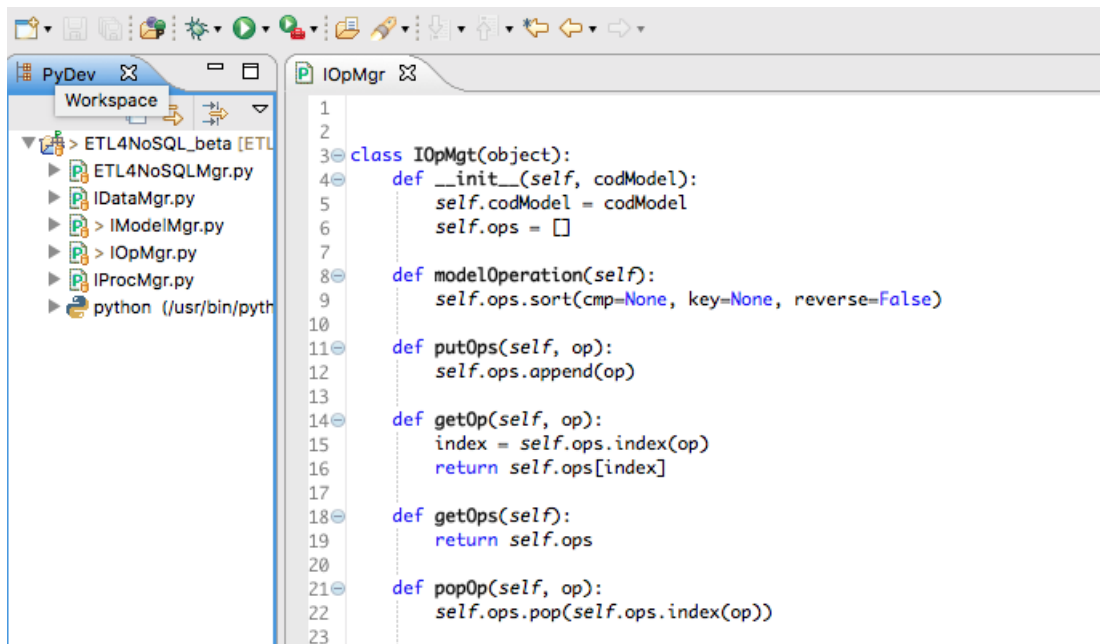 PyDev
Workspace
> ETL4NoSQL_beta [ETL
ETL4NoSQLMgr.py
IDataMgr.py
> IModelMgr.py
> IOpMgr.py
IProcMgr.py
python (/usr/bin/pyth
IOpMgr
1
2
3 class IOpMgt(object):
4     def __init__(self, codModel):
5         self.codModel = codModel
6         self.ops = []
7
8     def modelOperation(self):
9         self.ops.sort(cmp=None, key=None, reverse=False)
10
11     def putOps(self, op):
12         self.ops.append(op)
13
14     def getOp(self, op):
15         index = self.ops.index(op)
16         return self.ops[index]
17
18     def getOps(self):
19         return self.ops
20
21     def popOp(self, op):
22         self.ops.pop(self.ops.index(op))
23